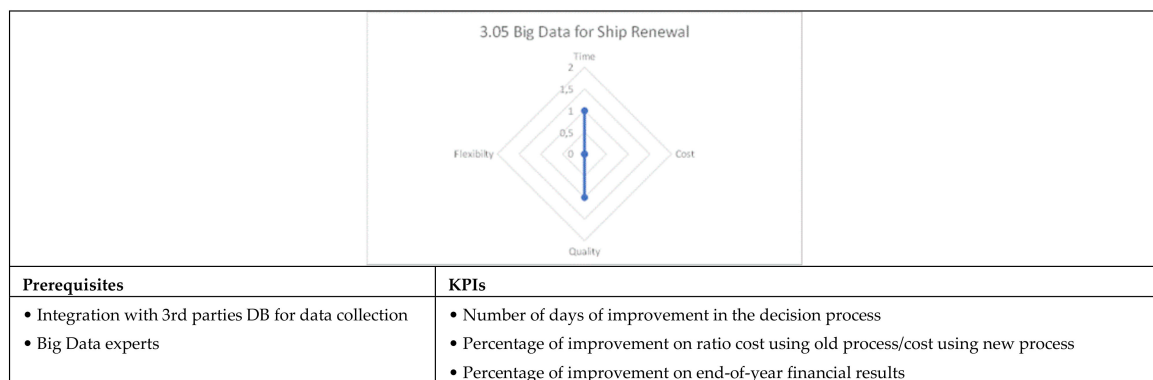 3.05 Big Data for Ship Renewal
Time
2
1,5
1
0,5
Flexibilty
0
Cost
Quality
Prerequisites
KPIs
• Integration with 3rd parties DB for data collection
• Big Data experts
• Number of days of improvement in the decision process
• Percentage of improvement on ratio cost using old process/cost using new process
• Percentage of improvement on end-of-year financial results